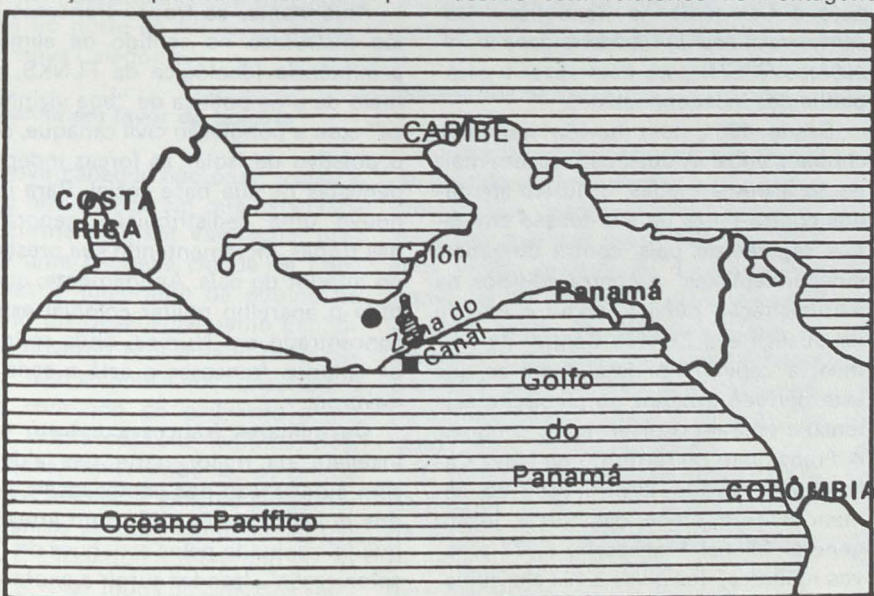 CARIBE
COSTA
RICA
Colón
Panamá
Zona do
Canal
Golfo
do
Panamá
COLÔMBIA
Oceano Pacífico